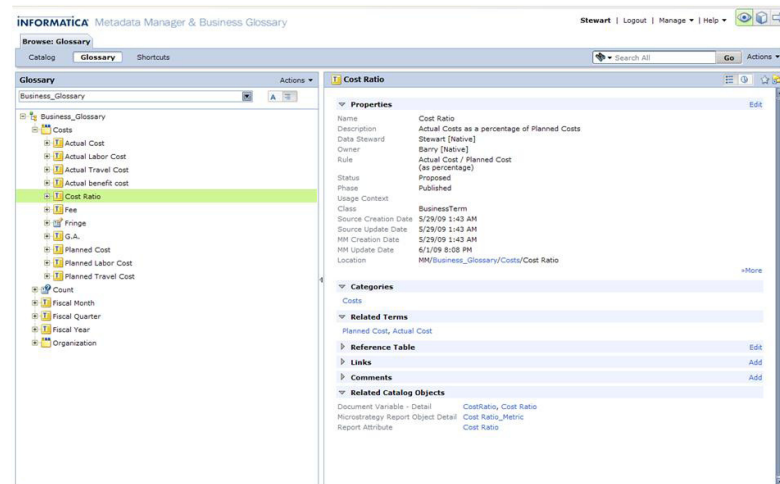 INFORMATICA Metadata Manager & Business Glossary
Stewart | Logout | Manage | Help
Browse: Glossary
Catalog Glossary Shortcuts
Search All Go Actions
Glossary Actions
Business_Glossary A
Business_Glossary
Costs
Actual Cost
Actual Labor Cost
Actual Travel Cost
Actual benefit cost
Cost Ratio
Fee
Fringe
G.A.
Planned Cost
Planned Labor Cost
Planned Travel Cost
Count
Fiscal Month
Fiscal Quarter
Fiscal Year
Organization
Cost Ratio
Properties Edit
Name Cost Ratio
Description Actual Costs as a percentage of Planned Costs
Data Steward Stewart [Native]
Owner Barry [Native]
Rule Actual Cost / Planned Cost
(as percentage)
Status Proposed
Phase Published
Usage Context
Class BusinessTerm
Source Creation Date 5/29/09 1:43 AM
Source Update Date 5/29/09 1:43 AM
MM Creation Date 5/29/09 1:43 AM
MM Update Date 6/1/09 8:08 PM
Location MM/Business_Glossary/Costs/Cost Ratio
»More
Categories
Costs
Related Terms
Planned Cost, Actual Cost
Reference Table Edit
Links Add
Comments Add
Related Catalog Objects
Document Variable - Detail CostRatio, Cost Ratio
Microstrategy Report Object Detail Cost Ratio_Metric
Report Attribute Cost Ratio